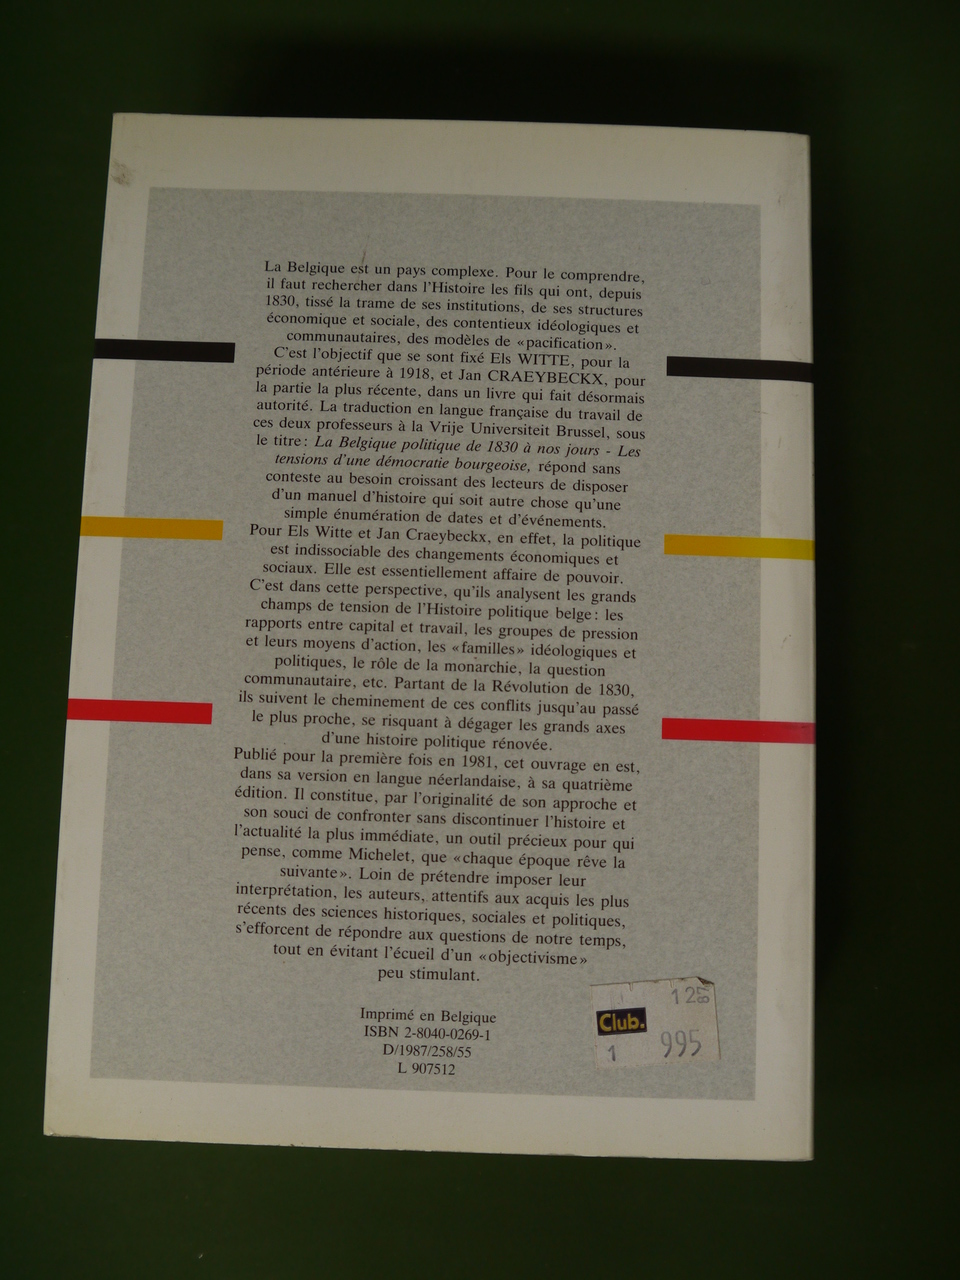 La Belgique est un pays complexe. Pour le comprendre,
il faut rechercher dans l'Histoire les fils qui ont, depuis
1830, tissé la trame de ses institutions, de ses structures
économique et sociale, des contentieux idéologiques et
communautaires, des modèles de «pacification».
C'est l'objectif que se sont fixé Els WITTE, pour la
période antérieure à 1918, et Jan CRAEYBECKX, pour
la partie la plus récente, dans un livre qui fait désormais
autorité. La traduction en langue française du travail de
ces deux professeurs à la Vrije Universiteit Brussel, sous
le titre: La Belgique politique de 1830 à nos jours - Les
tensions d'une démocratie bourgeoise, répond sans
conteste au besoin croissant des lecteurs de disposer
d'un manuel d'histoire qui soit autre chose qu'une
simple énumération de dates et d'événements.
Pour Els Witte et Jan Craeybeckx, en effet, la politique
est indissociable des changements économiques et
sociaux. Elle est essentiellement affaire de pouvoir.
C'est dans cette perspective, qu'ils analysent les grands
champs de tension de l'Histoire politique belge: les
rapports entre capital et travail, les groupes de pression
et leurs moyens d'action, les «familles» idéologiques et
politiques, le rôle de la monarchie, la question
communautaire, etc. Partant de la Révolution de 1830,
ils suivent le cheminement de ces conflits jusqu'au passé
le plus proche, se risquant à dégager les grands axes
d'une histoire politique rénovée.
Publié pour la première fois en 1981, cet ouvrage en est,
dans sa version en langue néerlandaise, à sa quatrième
édition. Il constitue, par l'originalité de son approche et
son souci de confronter sans discontinuer l'histoire et
l'actualité la plus immédiate, un outil précieux pour qui
pense, comme Michelet, que «chaque époque rêve la
suivante». Loin de prétendre imposer leur
interprétation, les auteurs, attentifs aux acquis les plus
récents des sciences historiques, sociales et politiques,
s'efforcent de répondre aux questions de notre temps,
tout en évitant l'écueil d'un «objectivisme»
peu stimulant.
Imprimé en Belgique
ISBN 2-8040-0269-1
D/1987/258/55
L 907512
Club.
1 995